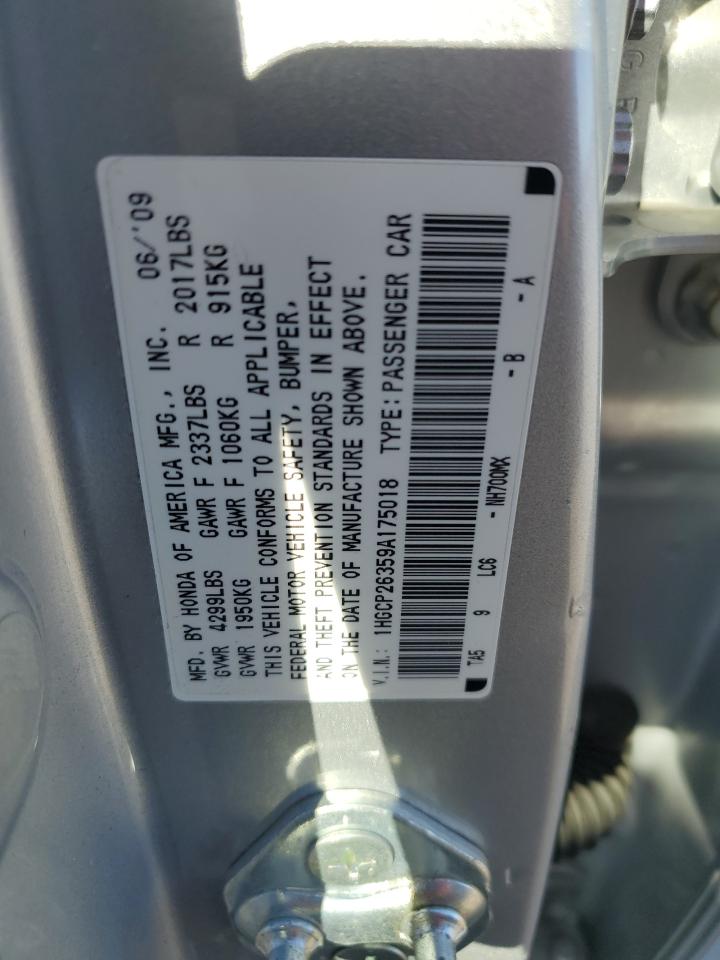 MFD. BY HONDA OF AMERICA MFG., INC. 06/'09
GVWR 4299LBS GAWR F 2337LBS R 2017LBS
GVWR 1950KG GAWR F 1060KG R 915KG
THIS VEHICLE CONFORMS TO ALL APPLICABLE
FEDERAL MOTOR VEHICLE SAFETY, BUMPER,
AND THEFT PREVENTION STANDARDS IN EFFECT
ON THE DATE OF MANUFACTURE SHOWN ABOVE.
V.I.N.: 1HGCP26359A175018 TYPE: PASSENGER CAR
TA5 9 LC6 - NH700MX - B - A